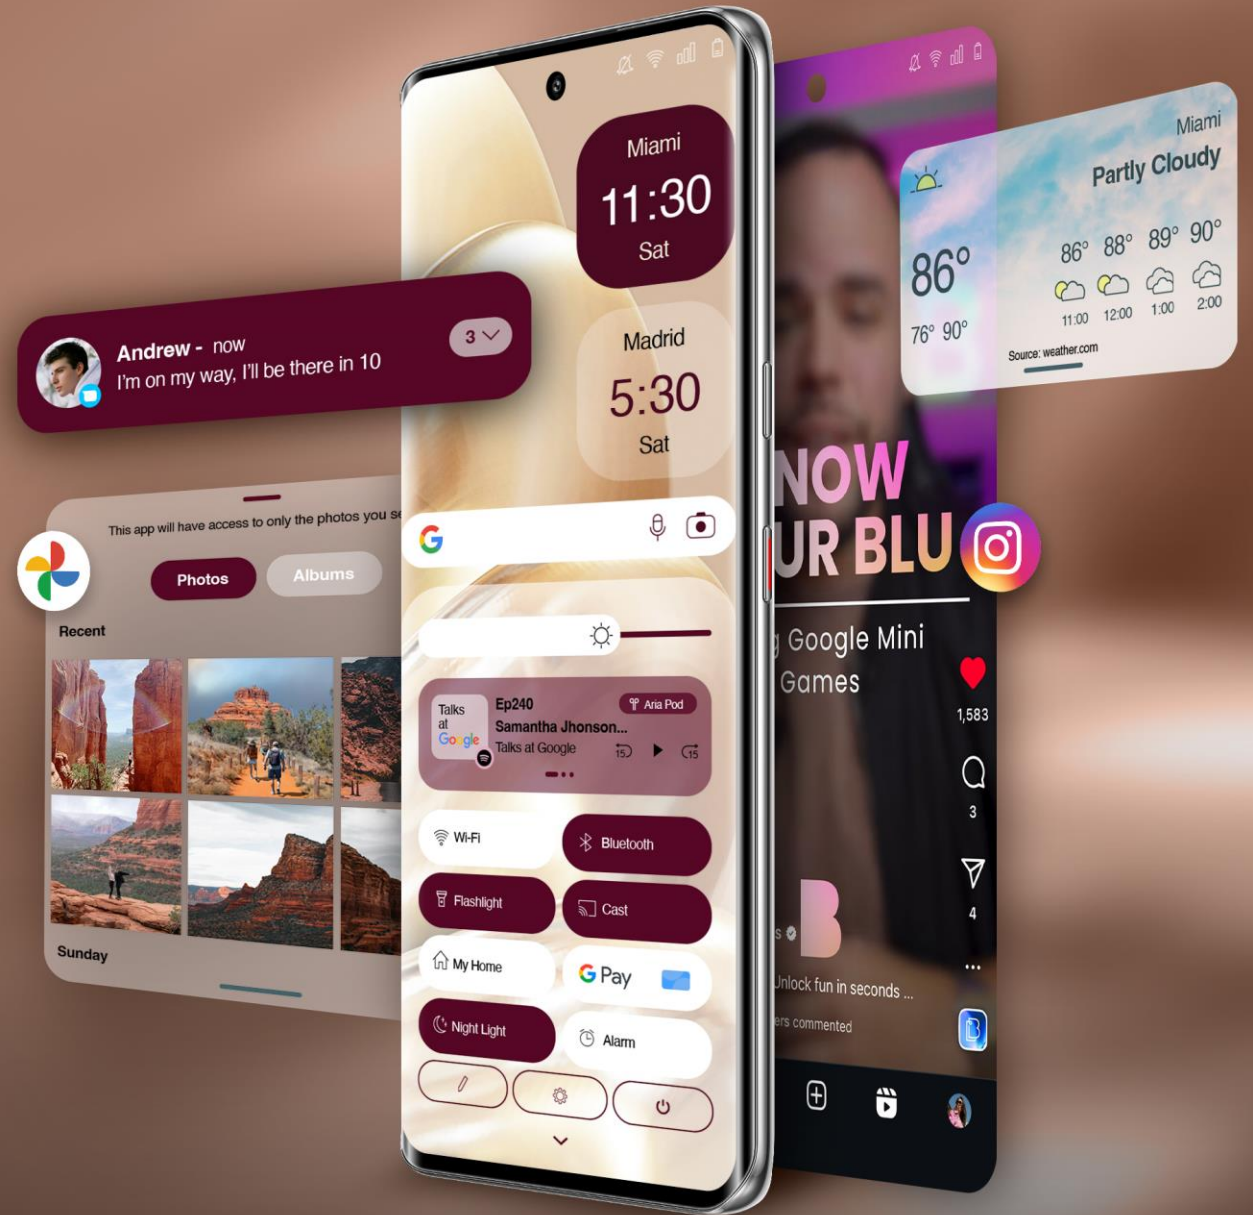 Miami
11:30
Sat
Madrid
5:30
Sat
Andrew - now
I'm on my way, I'll be there in 10
3
This app will have access to only the photos you se
Photos
Albums
Recent
Sunday
G
Talks
at
Google
Ep240
Aria Pod
Samantha Jhonson...
Talks at Google
15
15
Wi-Fi
Bluetooth
Flashlight
Cast
My Home
G Pay
Night Light
Alarm
Miami
Partly Cloudy
86°
76° 90°
86° 88° 89° 90°
11:00 12:00 1:00 2:00
Source: weather.com
NOW
UR BLU
g Google Mini
Games
1,583
3
4
B
s
Unlock fun in seconds ...
ers commented
B